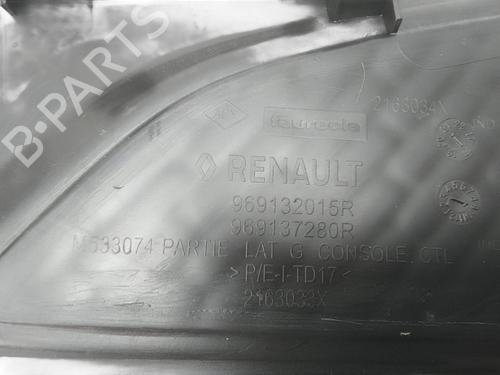 B-PARTS
faurecia
2163034X
RENAULT
969132015R
969137280R
M533074 PARTIE LAT G CONSOLE CTL
>P/E-I-TD17<
2163033X